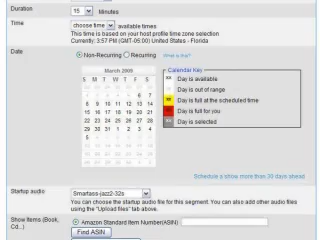 Duration
15 Minutes
Time
choose time available times
This time is based on your host profile time zone selection
Currently: 3:57 PM (GMT-05:00) United States - Florida
Date
Non-Recurring Recurring What is this?
March 2009
S M T W T F S
6 7
8 9 10 11 12 13 14
15 16 17 18 19 20 21
22 23 24 25 26 27 28
29 30 31 1 2 3 4
5
Calendar Key
Day is available
Day is out of range
Day is full at the scheduled time
Day is full for you
Day is selected
Schedule a show more than 30 days ahead
Startup audio
Smartass-jazz2-32s
You can choose the startup audio file for this segment. You can also add other audio files
using the "Upload files" tab above.
Show Items (Book,
Cd...)
Amazon Standard Item Number(ASIN)
Find ASIN